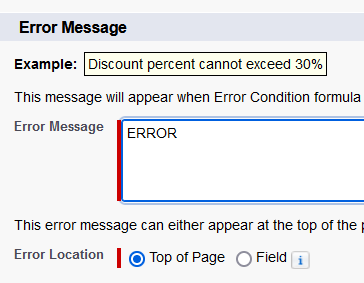 Error Message
Example: Discount percent cannot exceed 30%
This message will appear when Error Condition formula
Error Message ERROR
This error message can either appear at the top of the
Error Location Top of Page Field i